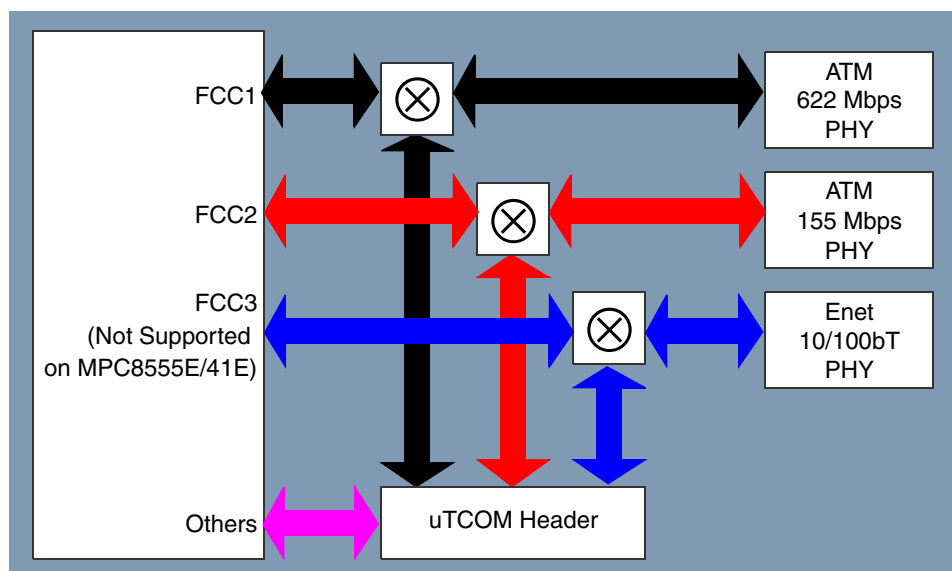 FCC1
ATM
622 Mbps
PHY
FCC2
ATM
155 Mbps
PHY
FCC3
(Not Supported
on MPC8555E/41E)
Enet
10/100bT
PHY
Others
uTCOM Header